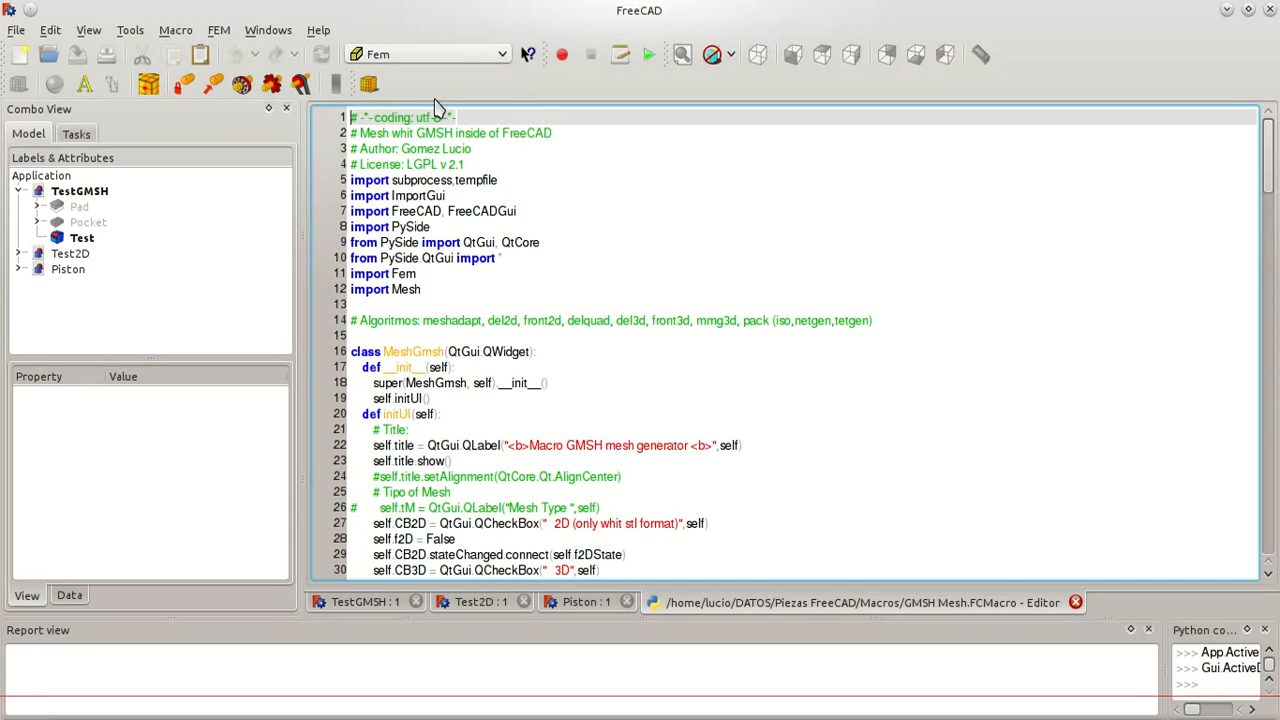 FreeCAD
File Edit View Tools Macro FEM Windows Help
Fem
Combo View
Model Tasks
Labels & Attributes
Application
TestGMSH
Pad
Pocket
Test
Test2D
Piston
Property Value
View Data
1 # -*- coding: utf-8 -*-
2 # Mesh whit GMSH inside of FreeCAD
3 # Author: Gomez Lucio
4 # License: LGPL v 2.1
5 import subprocess,tempfile
6 import ImportGui
7 import FreeCAD, FreeCADGui
8 import PySide
9 from PySide import QtGui, QtCore
10 from PySide.QtGui import *
11 import Fem
12 import Mesh
13
14 # Algoritmos: meshadapt, del2d, front2d, delquad, del3d, front3d, mmg3d, pack (iso,netgen,tetgen)
15
16 class MeshGmsh(QtGui.QWidget):
17 def __init__(self):
18 super(MeshGmsh, self).__init__()
19 self.initUI()
20 def initUI(self):
21 # Title:
22 self.title = QtGui.QLabel("<b>Macro GMSH mesh generator <b>",self)
23 self.title.show()
24 #self.title.setAlignment(QtCore.Qt.AlignCenter)
25 # Tipo of Mesh
26 # self.tM = QtGui.QLabel("Mesh Type ",self)
27 self.CB2D = QtGui.QCheckBox("  2D (only whit stl format)",self)
28 self.f2D = False
29 self.CB2D.stateChanged.connect(self.f2DState)
30 self.CB3D = QtGui.QCheckBox("  3D",self)
TestGMSH : 1 Test2D : 1 Piston : 1 /home/lucio/DATOS/Piezas FreeCAD/Macros/GMSH Mesh.FCMacro - Editor
Report view
Python co...
>>> App.Active
>>> Gui.ActiveD
>>>